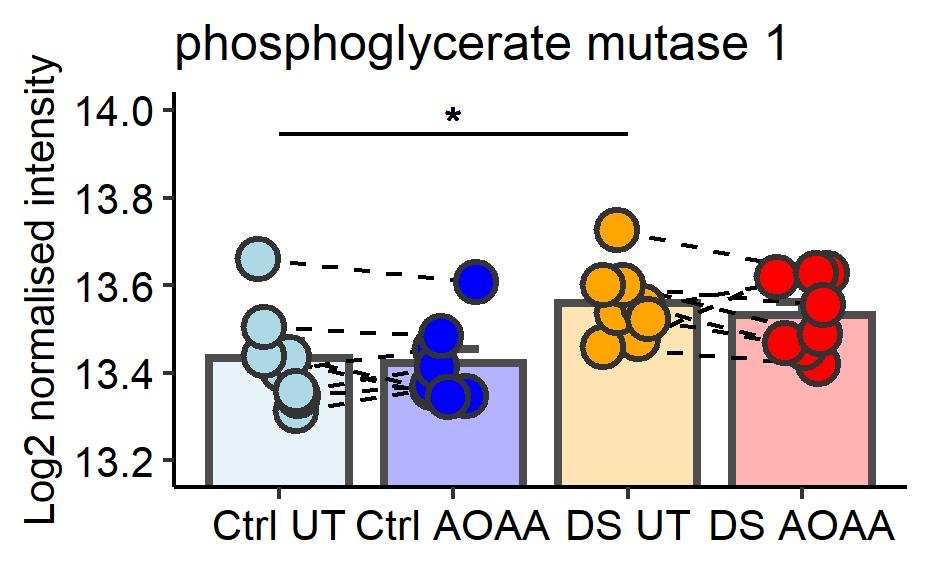 phosphoglycerate mutase 1
Log2 normalised intensity
14.0
13.8
13.6
13.4
13.2
*
Ctrl UT Ctrl AOAA DS UT DS AOAA